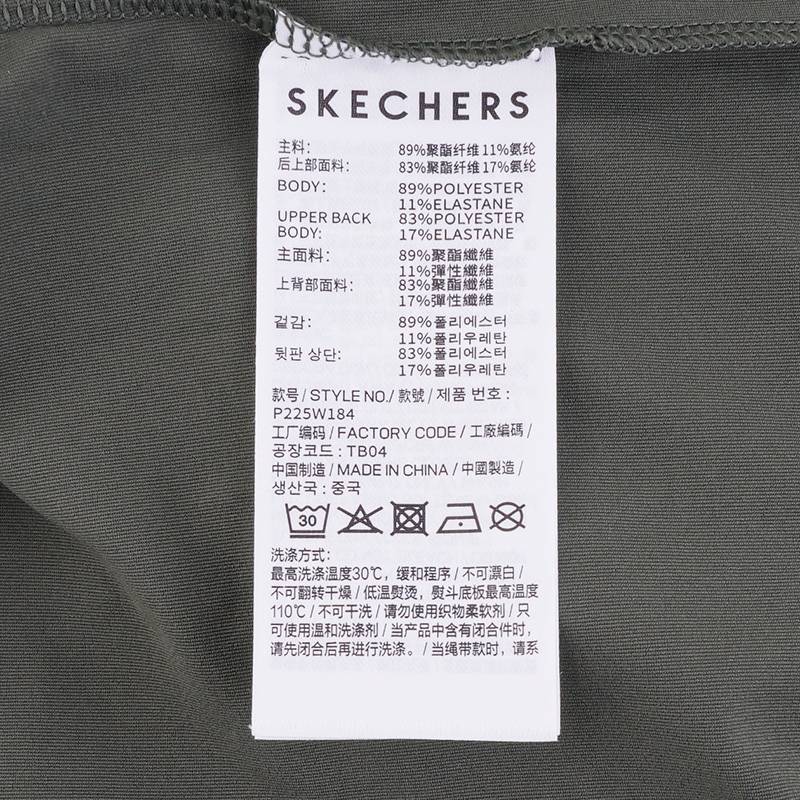 SKECHERS
主料: 89%聚酯纤维 11%氨纶
后上部面料: 83%聚酯纤维 17%氨纶
BODY: 89%POLYESTER
11%ELASTANE
UPPER BACK 83%POLYESTER
BODY: 17%ELASTANE
主面料: 89%聚酯纖維
11%彈性纖維
上背部面料: 83%聚酯纖維
17%彈性纖維
겉감: 89%폴리에스터
11%폴리우레탄
뒷판 상단: 83%폴리에스터
17%폴리우레탄
款号 / STYLE NO./ 款號 / 제품 번호 :
P225W184
工厂编码 / FACTORY CODE / 工廠編碼 /
공장코드 : TB04
中国制造 / MADE IN CHINA / 中國製造 /
생산국 : 중국
30
洗涤方式:
最高洗涤温度30℃, 缓和程序 / 不可漂白 /
不可翻转干燥 / 低温熨烫, 熨斗底板最高温度
110℃ / 不可干洗 / 请勿使用织物柔软剂 / 只
可使用温和洗涤剂 / 当产品中含有闭合件时,
请先闭合后再进行洗涤。 / 当绳带款时, 请系